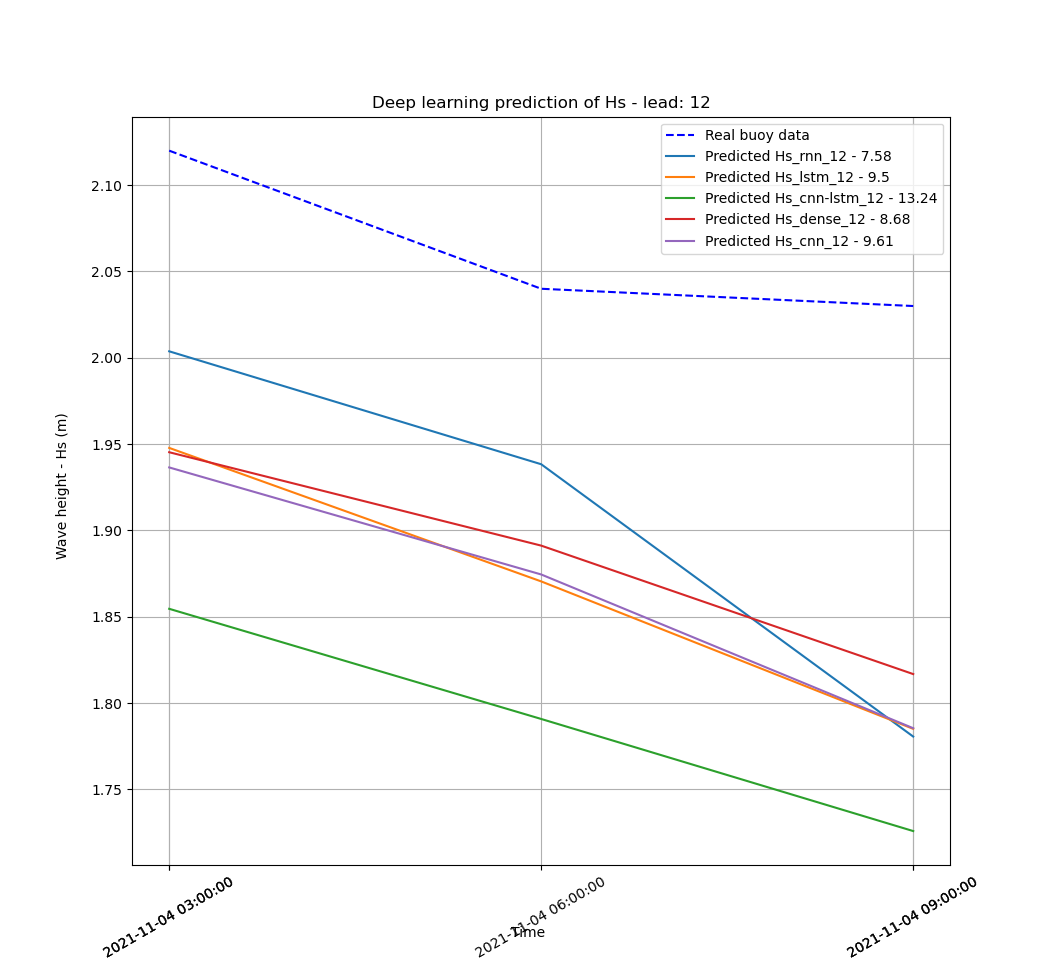 Deep learning prediction of Hs - lead: 12
Real buoy data
Predicted Hs_rnn_12 - 7.58
Predicted Hs_lstm_12 - 9.5
Predicted Hs_cnn-lstm_12 - 13.24
Predicted Hs_dense_12 - 8.68
Predicted Hs_cnn_12 - 9.61
Wave height - Hs (m)
2.10
2.05
2.00
1.95
1.90
1.85
1.80
1.75
2021-11-04 03:00:00
2021-11-04 06:00:00
2021-11-04 09:00:00
Time